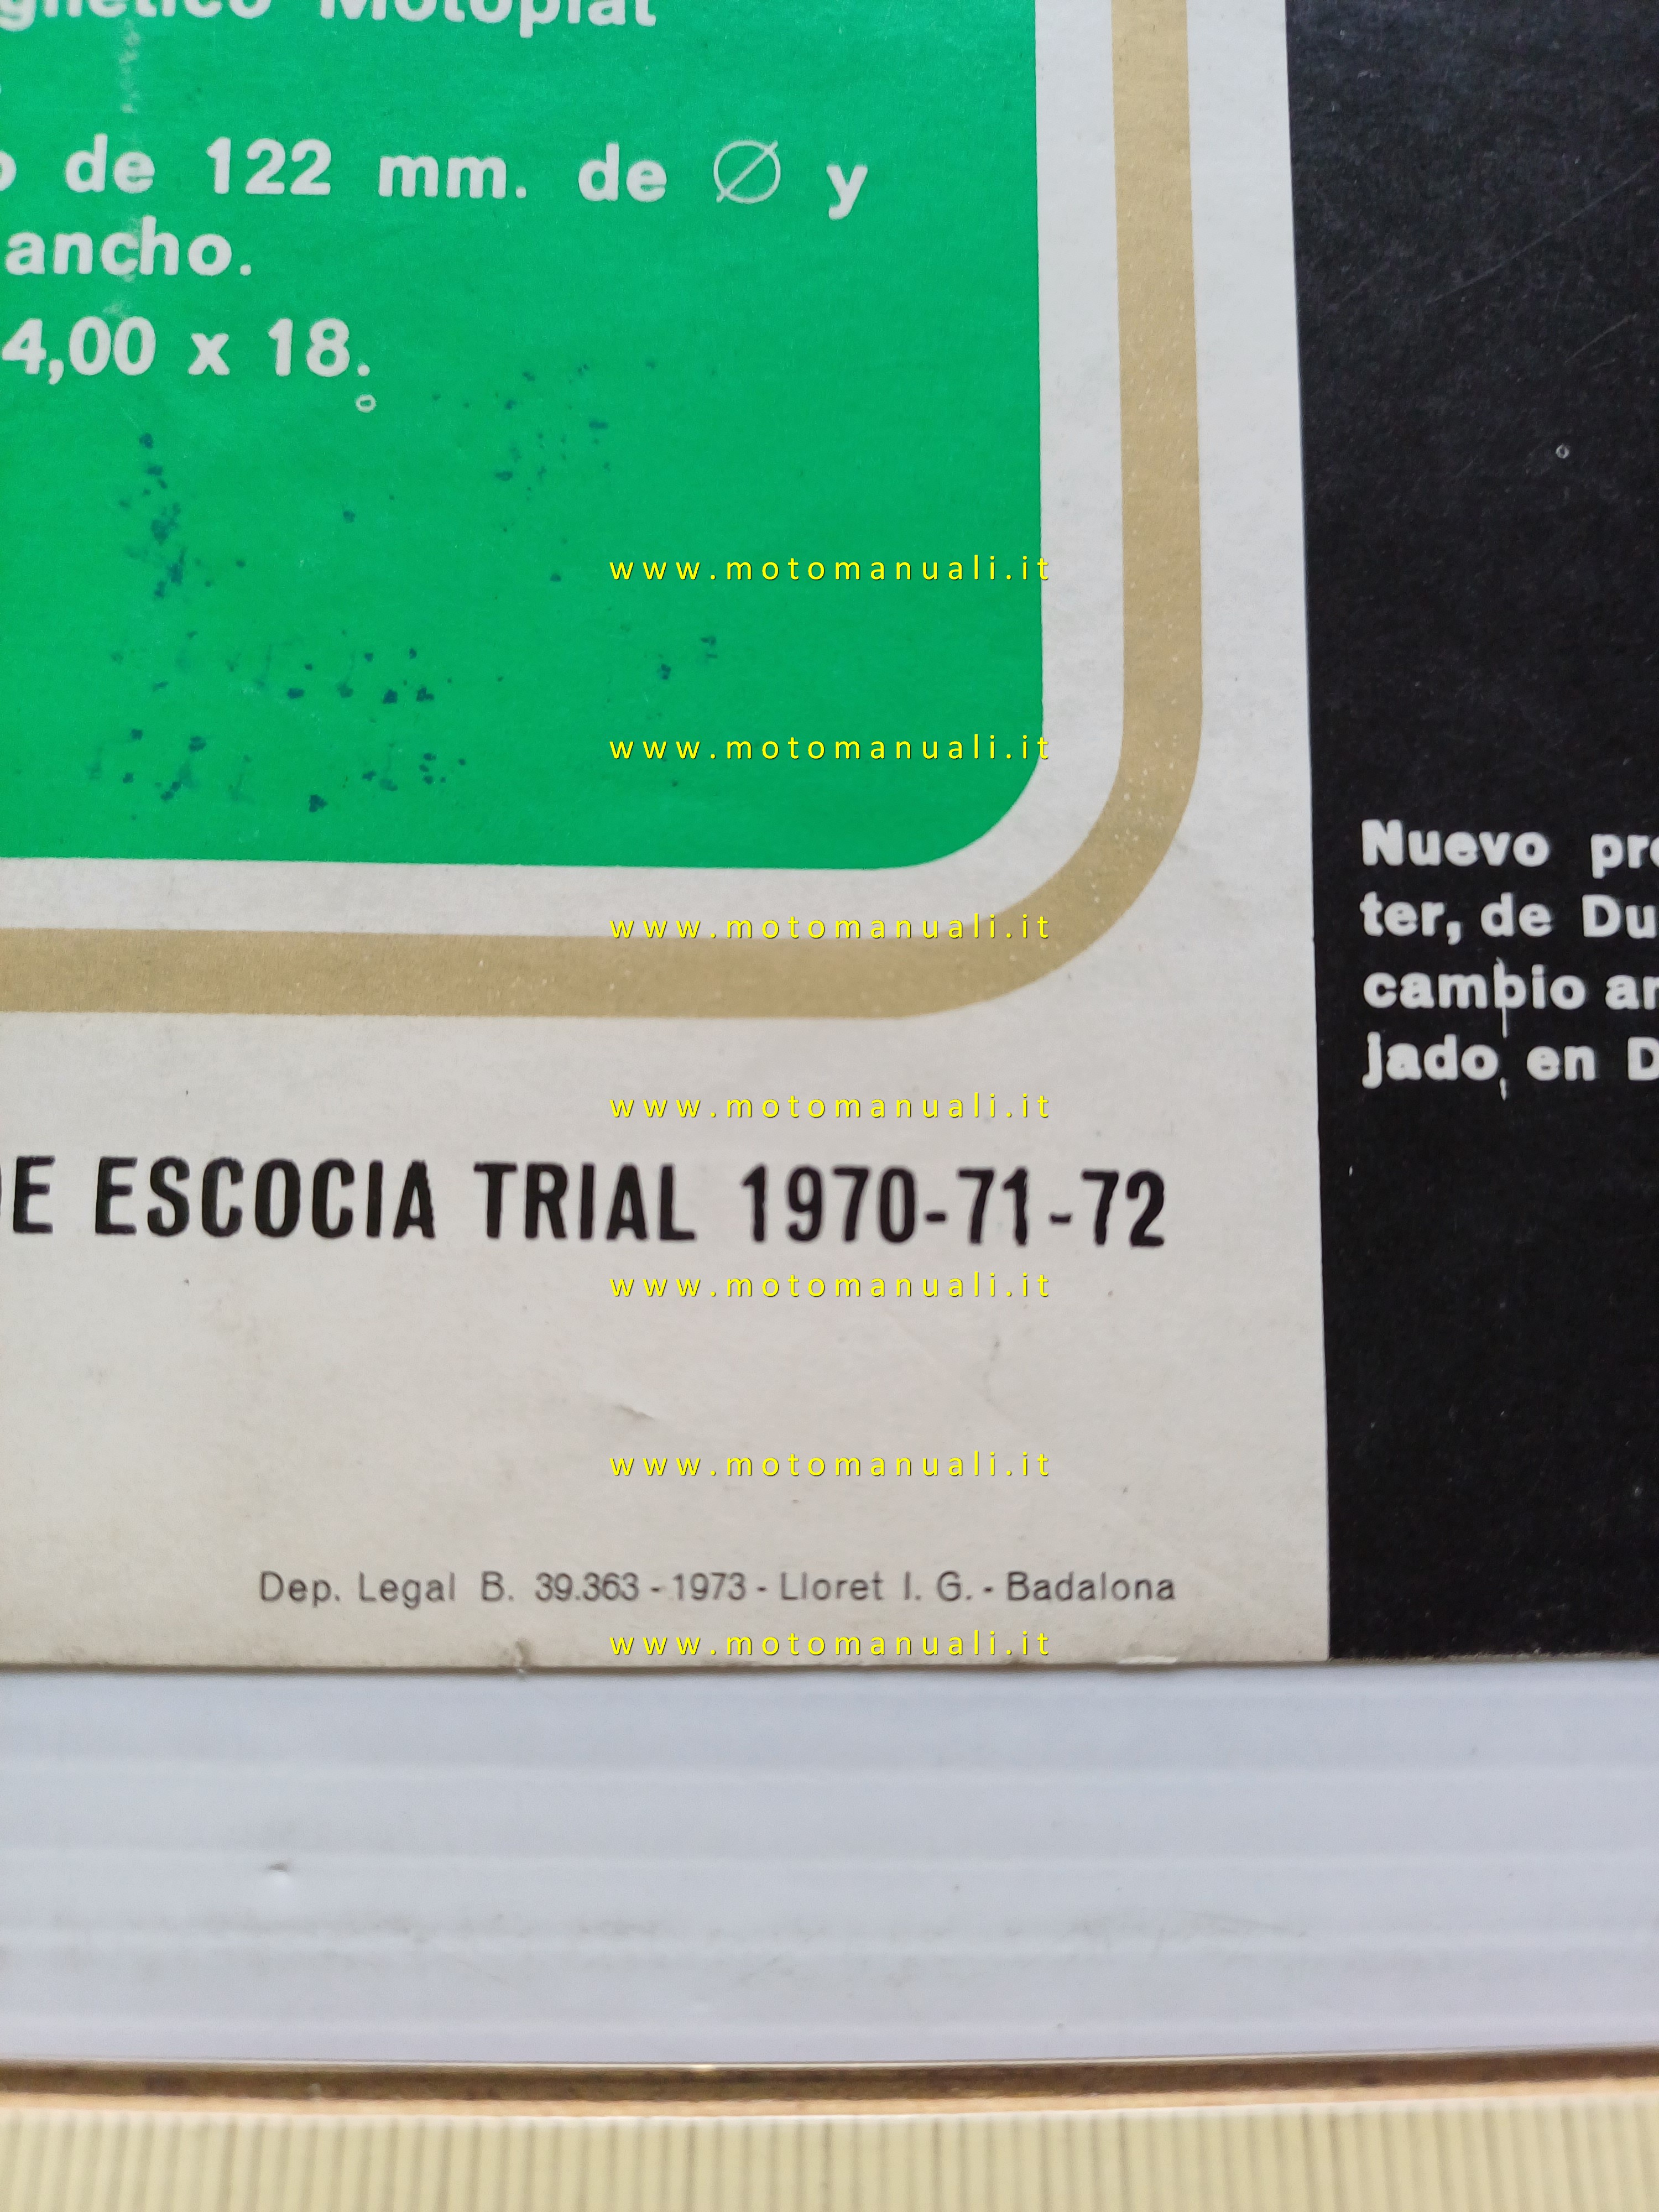 Motoplat
de 122 mm. de Ø y
ancho.
4,00 x 18.
www.motomanuali.it
www.motomanuali.it
Nuevo
ter, de
cambio
jado, en
www.motomanuali.it
www.motomanuali.it
DE ESCOCIA TRIAL 1970-71-72
www.motomanuali.it
www.motomanuali.it
Dep. Legal B. 39.363 - 1973 - Lloret I. G. - Badalona
www.motomanuali.it